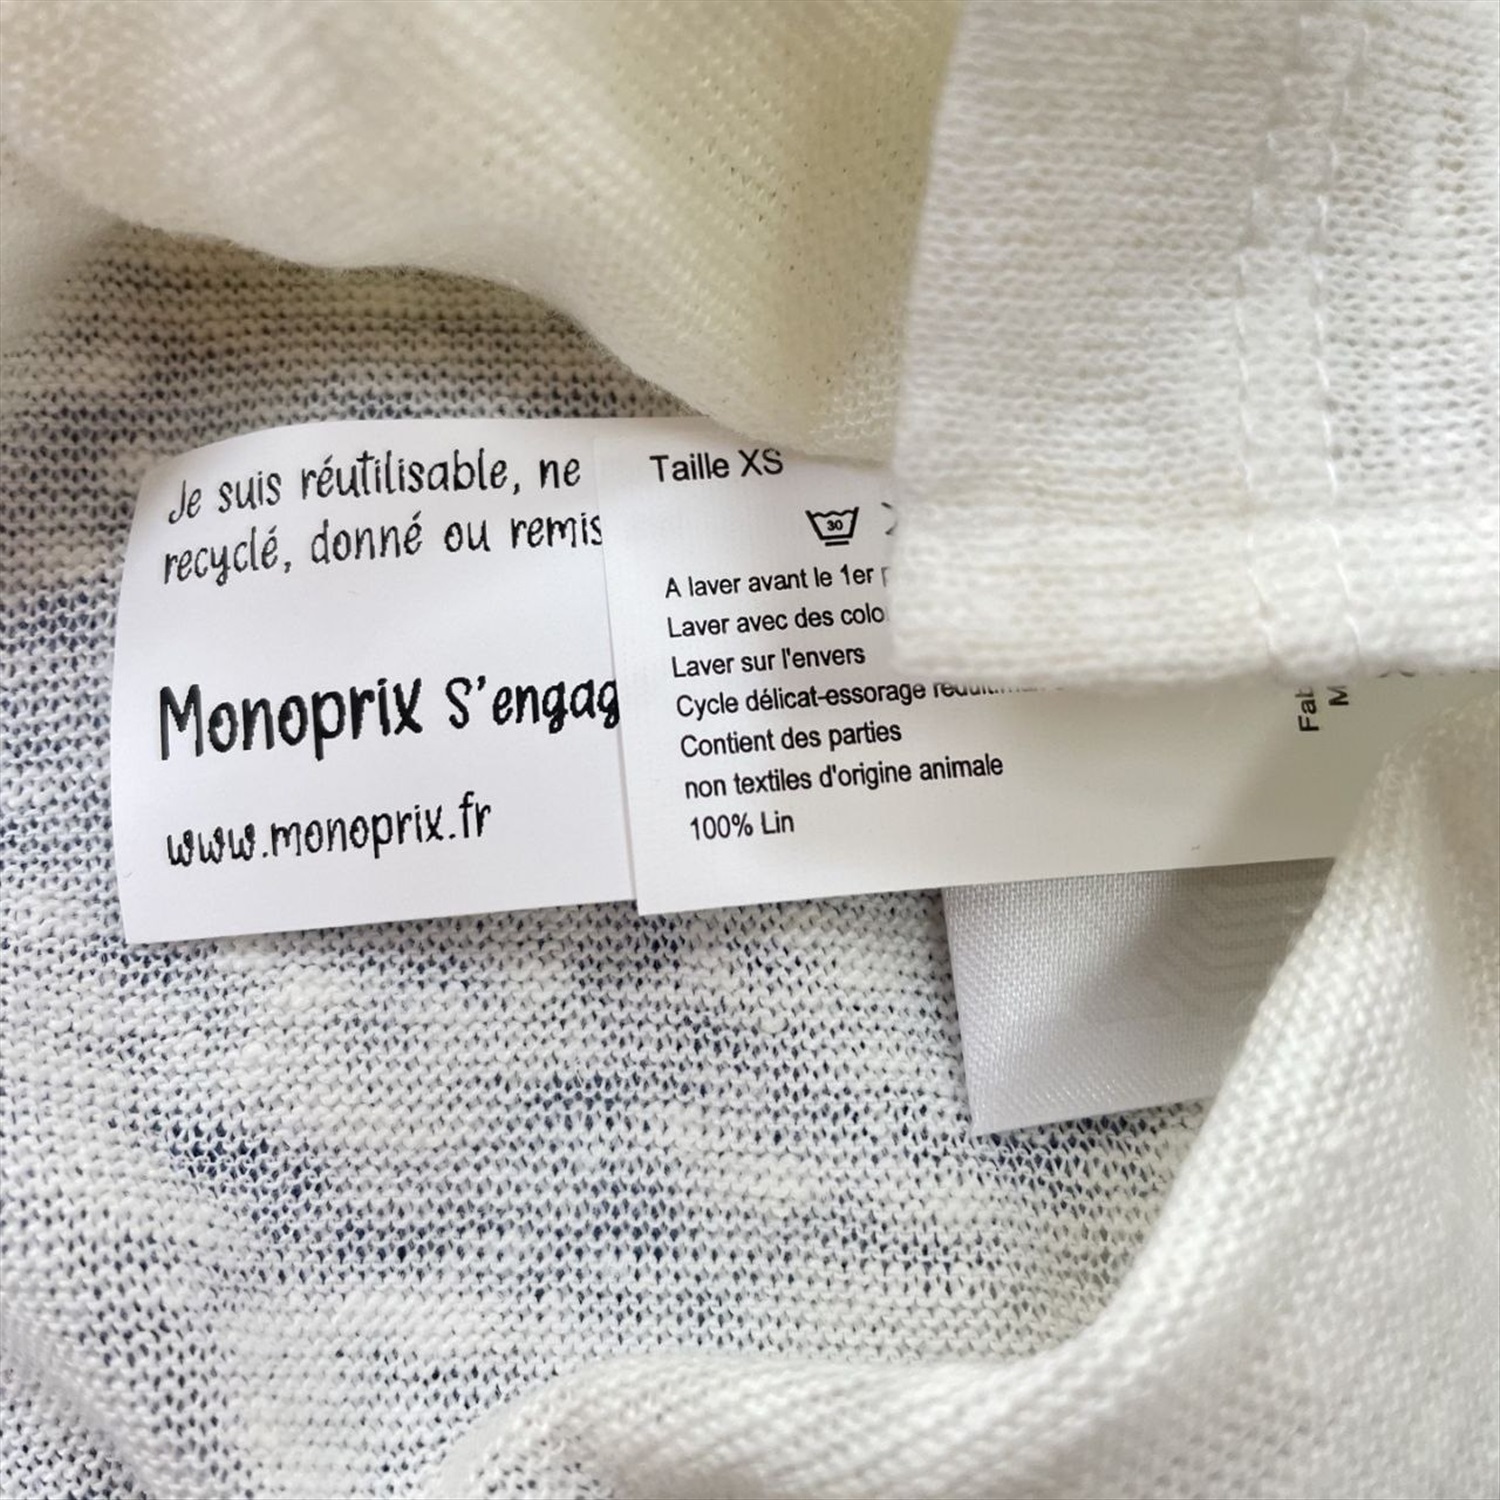 Je suis réutilisable, ne
recyclé, donné ou remis
Monoprix s'engag
www.monoprix.fr
Taille XS
30
A laver avant le 1er
Laver avec des colo
Laver sur l'envers
Cycle délicat-essorage
Contient des parties
non textiles d'origine animale
100% Lin
Fab
M